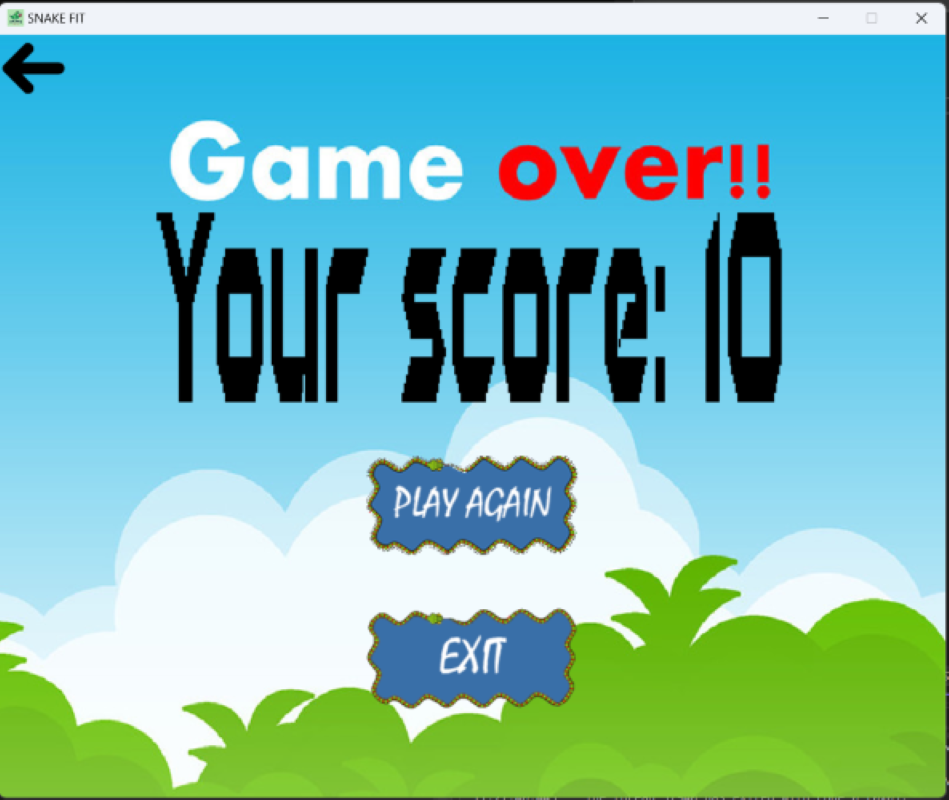 SNAKE FIT
Game over!!
Your score: 10
PLAY AGAIN
EXIT